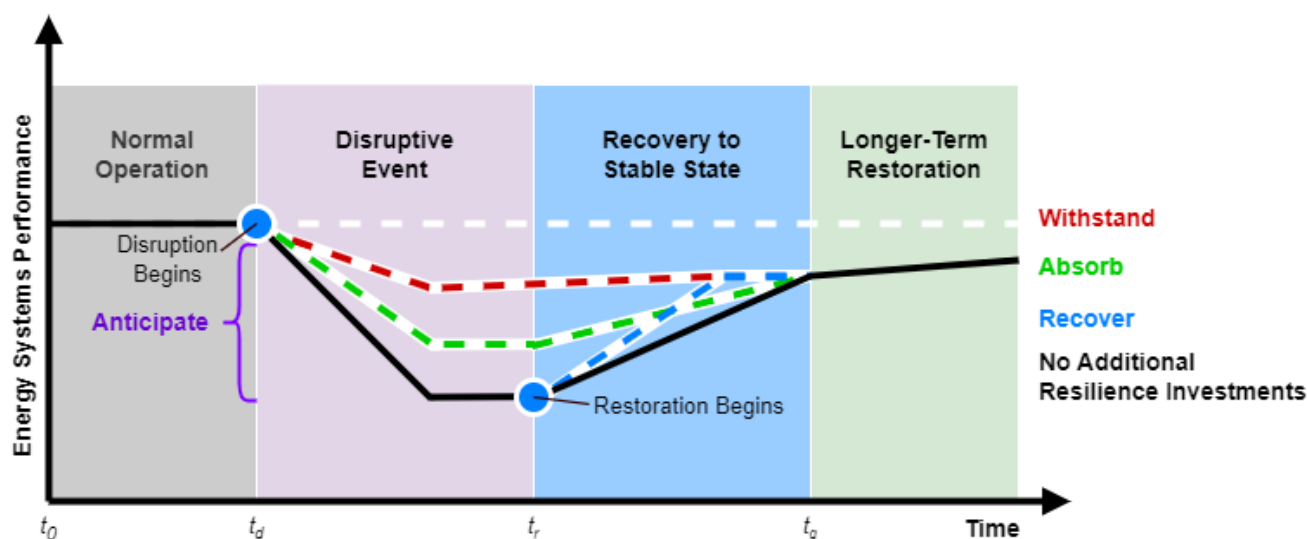 Energy Systems Performance
Normal
Operation
Disruptive
Event
Recovery to
Stable State
Longer-Term
Restoration
Disruption
Begins
Anticipate
Restoration Begins
Withstand
Absorb
Recover
No Additional
Resilience Investments
t0
td
tr
ta
Time